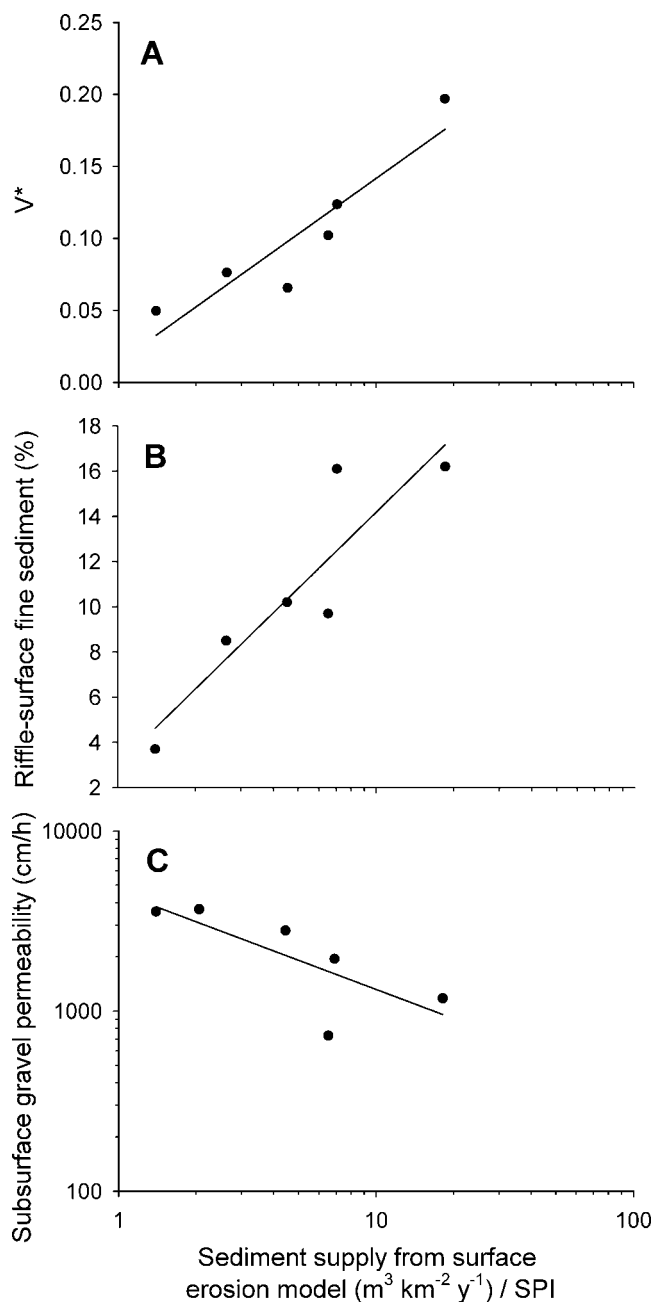 A
0.25
0.20
0.15
0.10
0.05
0.00
V*
B
18
16
14
12
10
8
6
4
2
Riffle-surface fine sediment (%)
C
10000
1000
100
Subsurface gravel permeability (cm/h)
1 10 100
Sediment supply from surface
erosion model (m³ km⁻² y⁻¹) / SPI